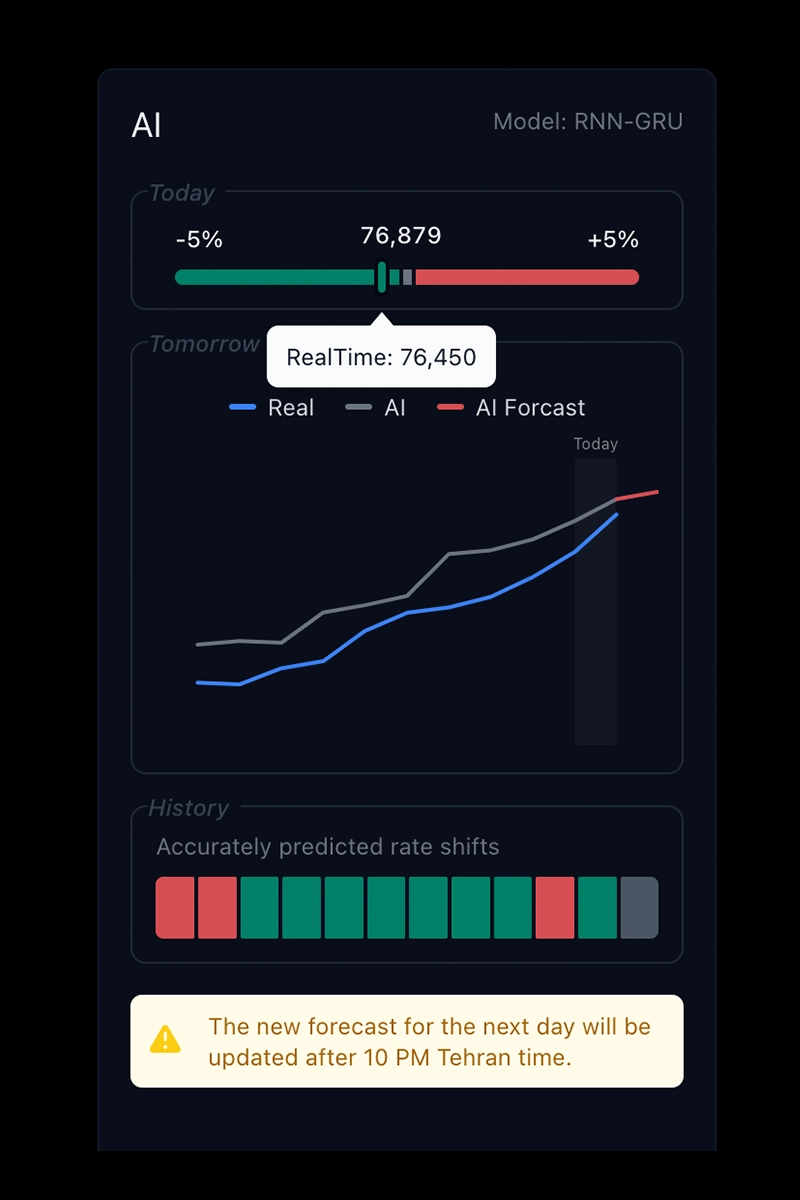 AI
Model: RNN-GRU
Today
-5%
76,879
+5%
Tomorrow
RealTime: 76,450
Real
AI
AI Forcast
Today
History
Accurately predicted rate shifts
The new forecast for the next day will be
updated after 10 PM Tehran time.